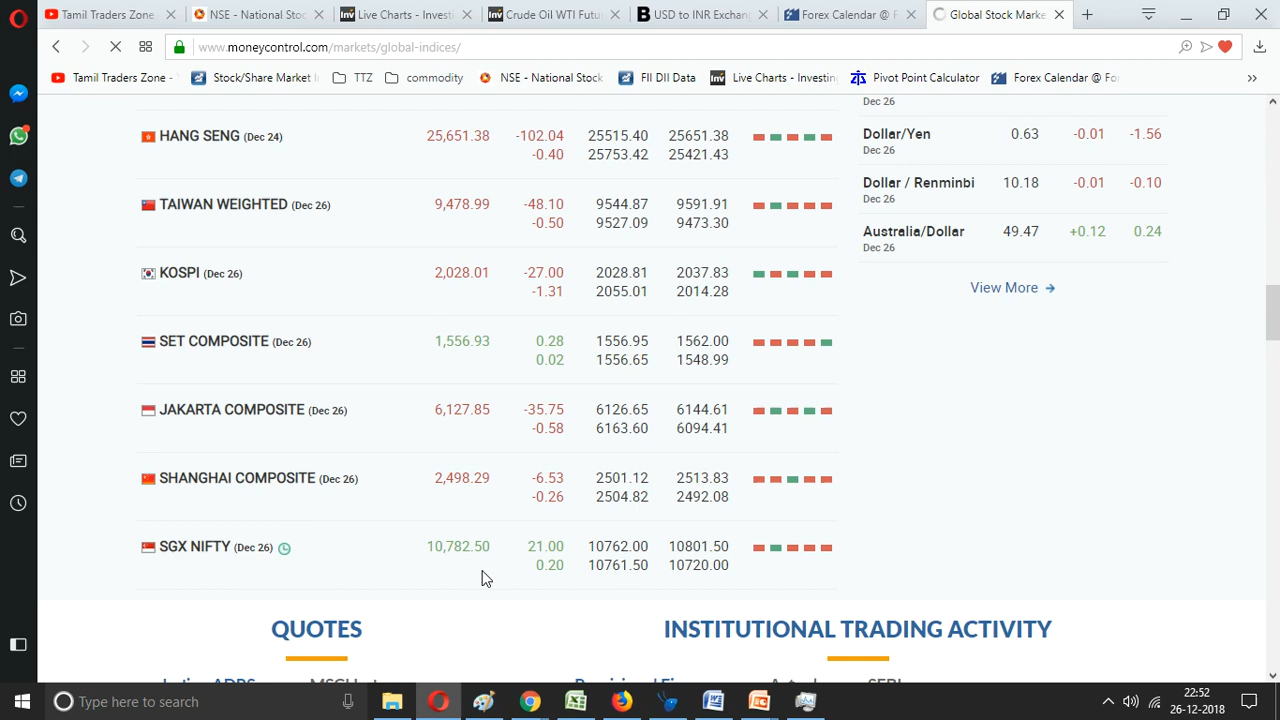 Tamil Traders Zone
NSE - National Stoc
Inv Live Charts - Investi
Inv Crude Oil WTI Futu
B USD to INR Exchan
Forex Calendar @ F
Global Stock Marke
www.moneycontrol.com/markets/global-indices/
Tamil Traders Zone -
Stock/Share Market
TTZ
commodity
NSE - National Stock
FII DII Data
Inv Live Charts - Investin
Pivot Point Calculator
Forex Calendar @ Fo
Dec 26
HANG SENG (Dec 24) 25,651.38 -102.04 25515.40 25651.38
-0.40 25753.42 25421.43
Dollar/Yen 0.63 -0.01 -1.56
Dec 26
Dollar / Renminbi 10.18 -0.01 -0.10
Dec 26
TAIWAN WEIGHTED (Dec 26) 9,478.99 -48.10 9544.87 9591.91
-0.50 9527.09 9473.30
Australia/Dollar 49.47 +0.12 0.24
Dec 26
KOSPI (Dec 26) 2,028.01 -27.00 2028.81 2037.83
-1.31 2055.01 2014.28
View More
SET COMPOSITE (Dec 26) 1,556.93 0.28 1556.95 1562.00
0.02 1556.65 1548.99
JAKARTA COMPOSITE (Dec 26) 6,127.85 -35.75 6126.65 6144.61
-0.58 6163.60 6094.41
SHANGHAI COMPOSITE (Dec 26) 2,498.29 -6.53 2501.12 2513.83
-0.26 2504.82 2492.08
SGX NIFTY (Dec 26) 10,782.50 21.00 10762.00 10801.50
0.20 10761.50 10720.00
QUOTES
INSTITUTIONAL TRADING ACTIVITY
Type here to search
22:52
26-12-2018